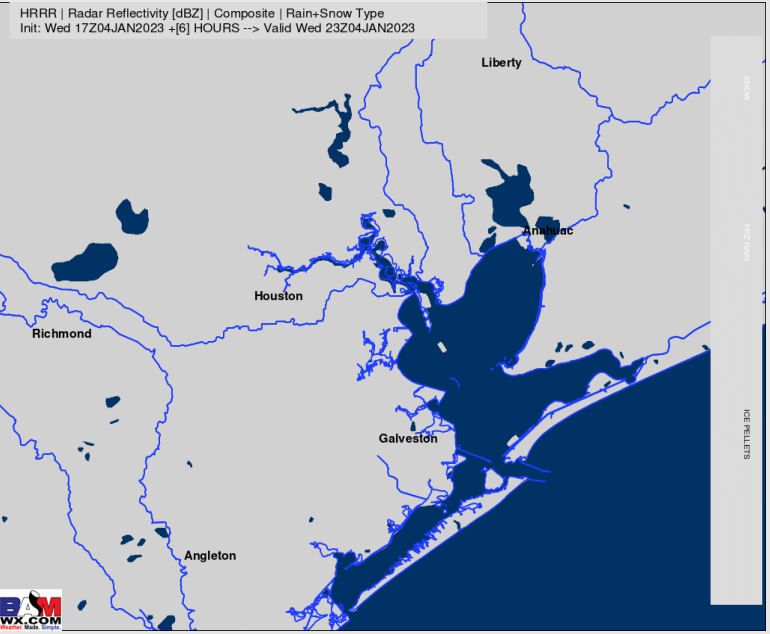 HRRR | Radar Reflectivity [dBZ] | Composite | Rain+Snow Type
Init: Wed 17Z04JAN2023 +[6] HOURS --> Valid Wed 23Z04JAN2023
Liberty
SNOW
Anahuac
FRZ RAIN
Houston
Richmond
Galveston
ICE PELLETS
Angleton
BAM
WX.COM
Weather. Made. Simple.